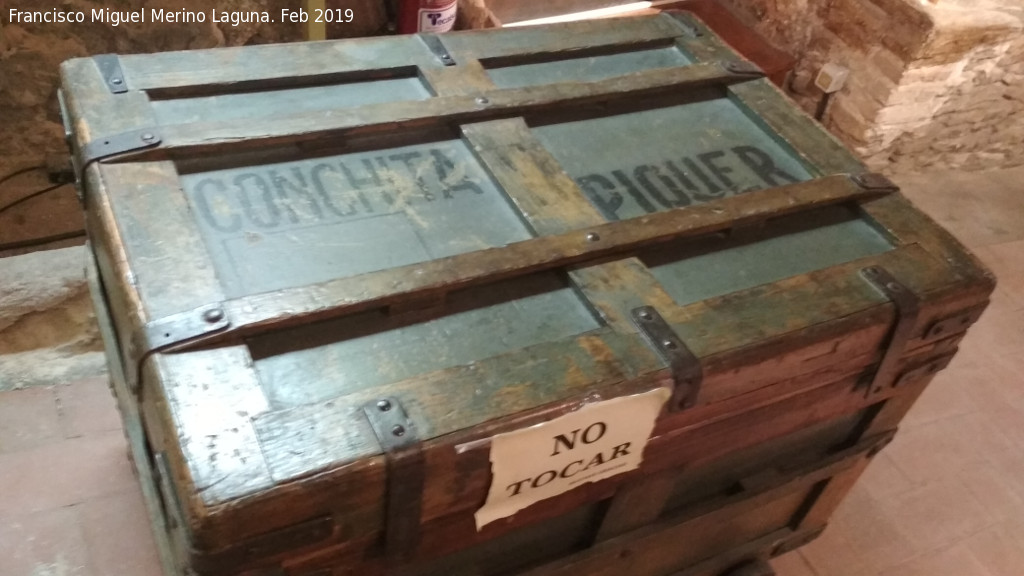 Francisco Miguel Merino Laguna. Feb 2019
CONCHITA PIQUER
NO
TOCAR